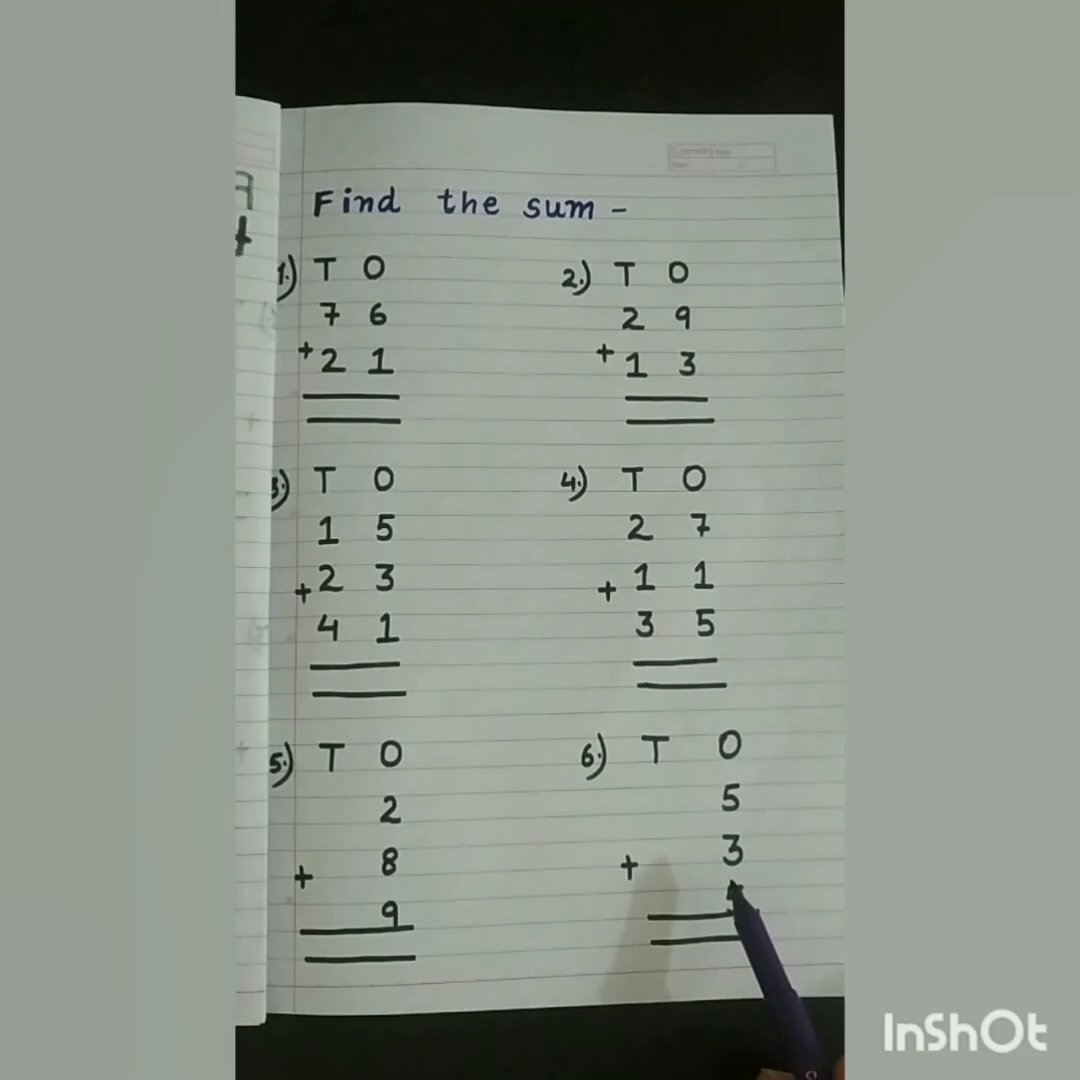 Find the sum -
1.) T O 2.) T O
7 6 2 9
+ 2 1 + 1 3
3.) T O 4.) T O
1 5 2 7
+ 2 3 + 1 1
4 1 3 5
5.) T O 6.) T O
2 5
+ 8 + 3
9
InShOt